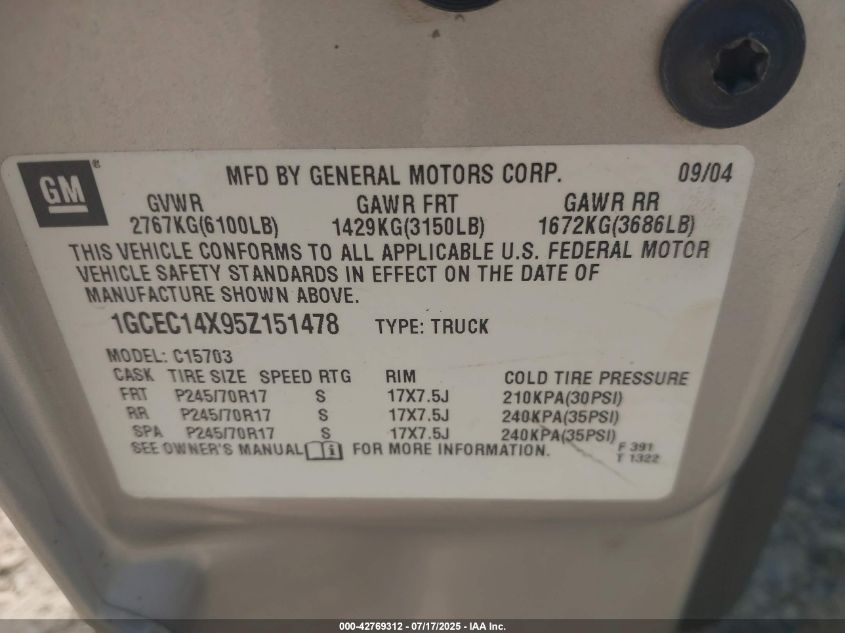 GM ®
MFD BY GENERAL MOTORS CORP. 09/04
GVWR GAWR FRT GAWR RR
2767KG(6100LB) 1429KG(3150LB) 1672KG(3686LB)
THIS VEHICLE CONFORMS TO ALL APPLICABLE U.S. FEDERAL MOTOR
VEHICLE SAFETY STANDARDS IN EFFECT ON THE DATE OF
MANUFACTURE SHOWN ABOVE.
1GCEC14X95Z151478 TYPE: TRUCK
MODEL: C15703
CASK TIRE SIZE SPEED RTG RIM COLD TIRE PRESSURE
FRT P245/70R17 S 17X7.5J 210KPA(30PSI)
RR P245/70R17 S 17X7.5J 240KPA(35PSI)
SPA P245/70R17 S 17X7.5J 240KPA(35PSI)
SEE OWNER'S MANUAL i FOR MORE INFORMATION.
F 391
T 1322
000-42769312 - 07/17/2025 - IAA Inc.